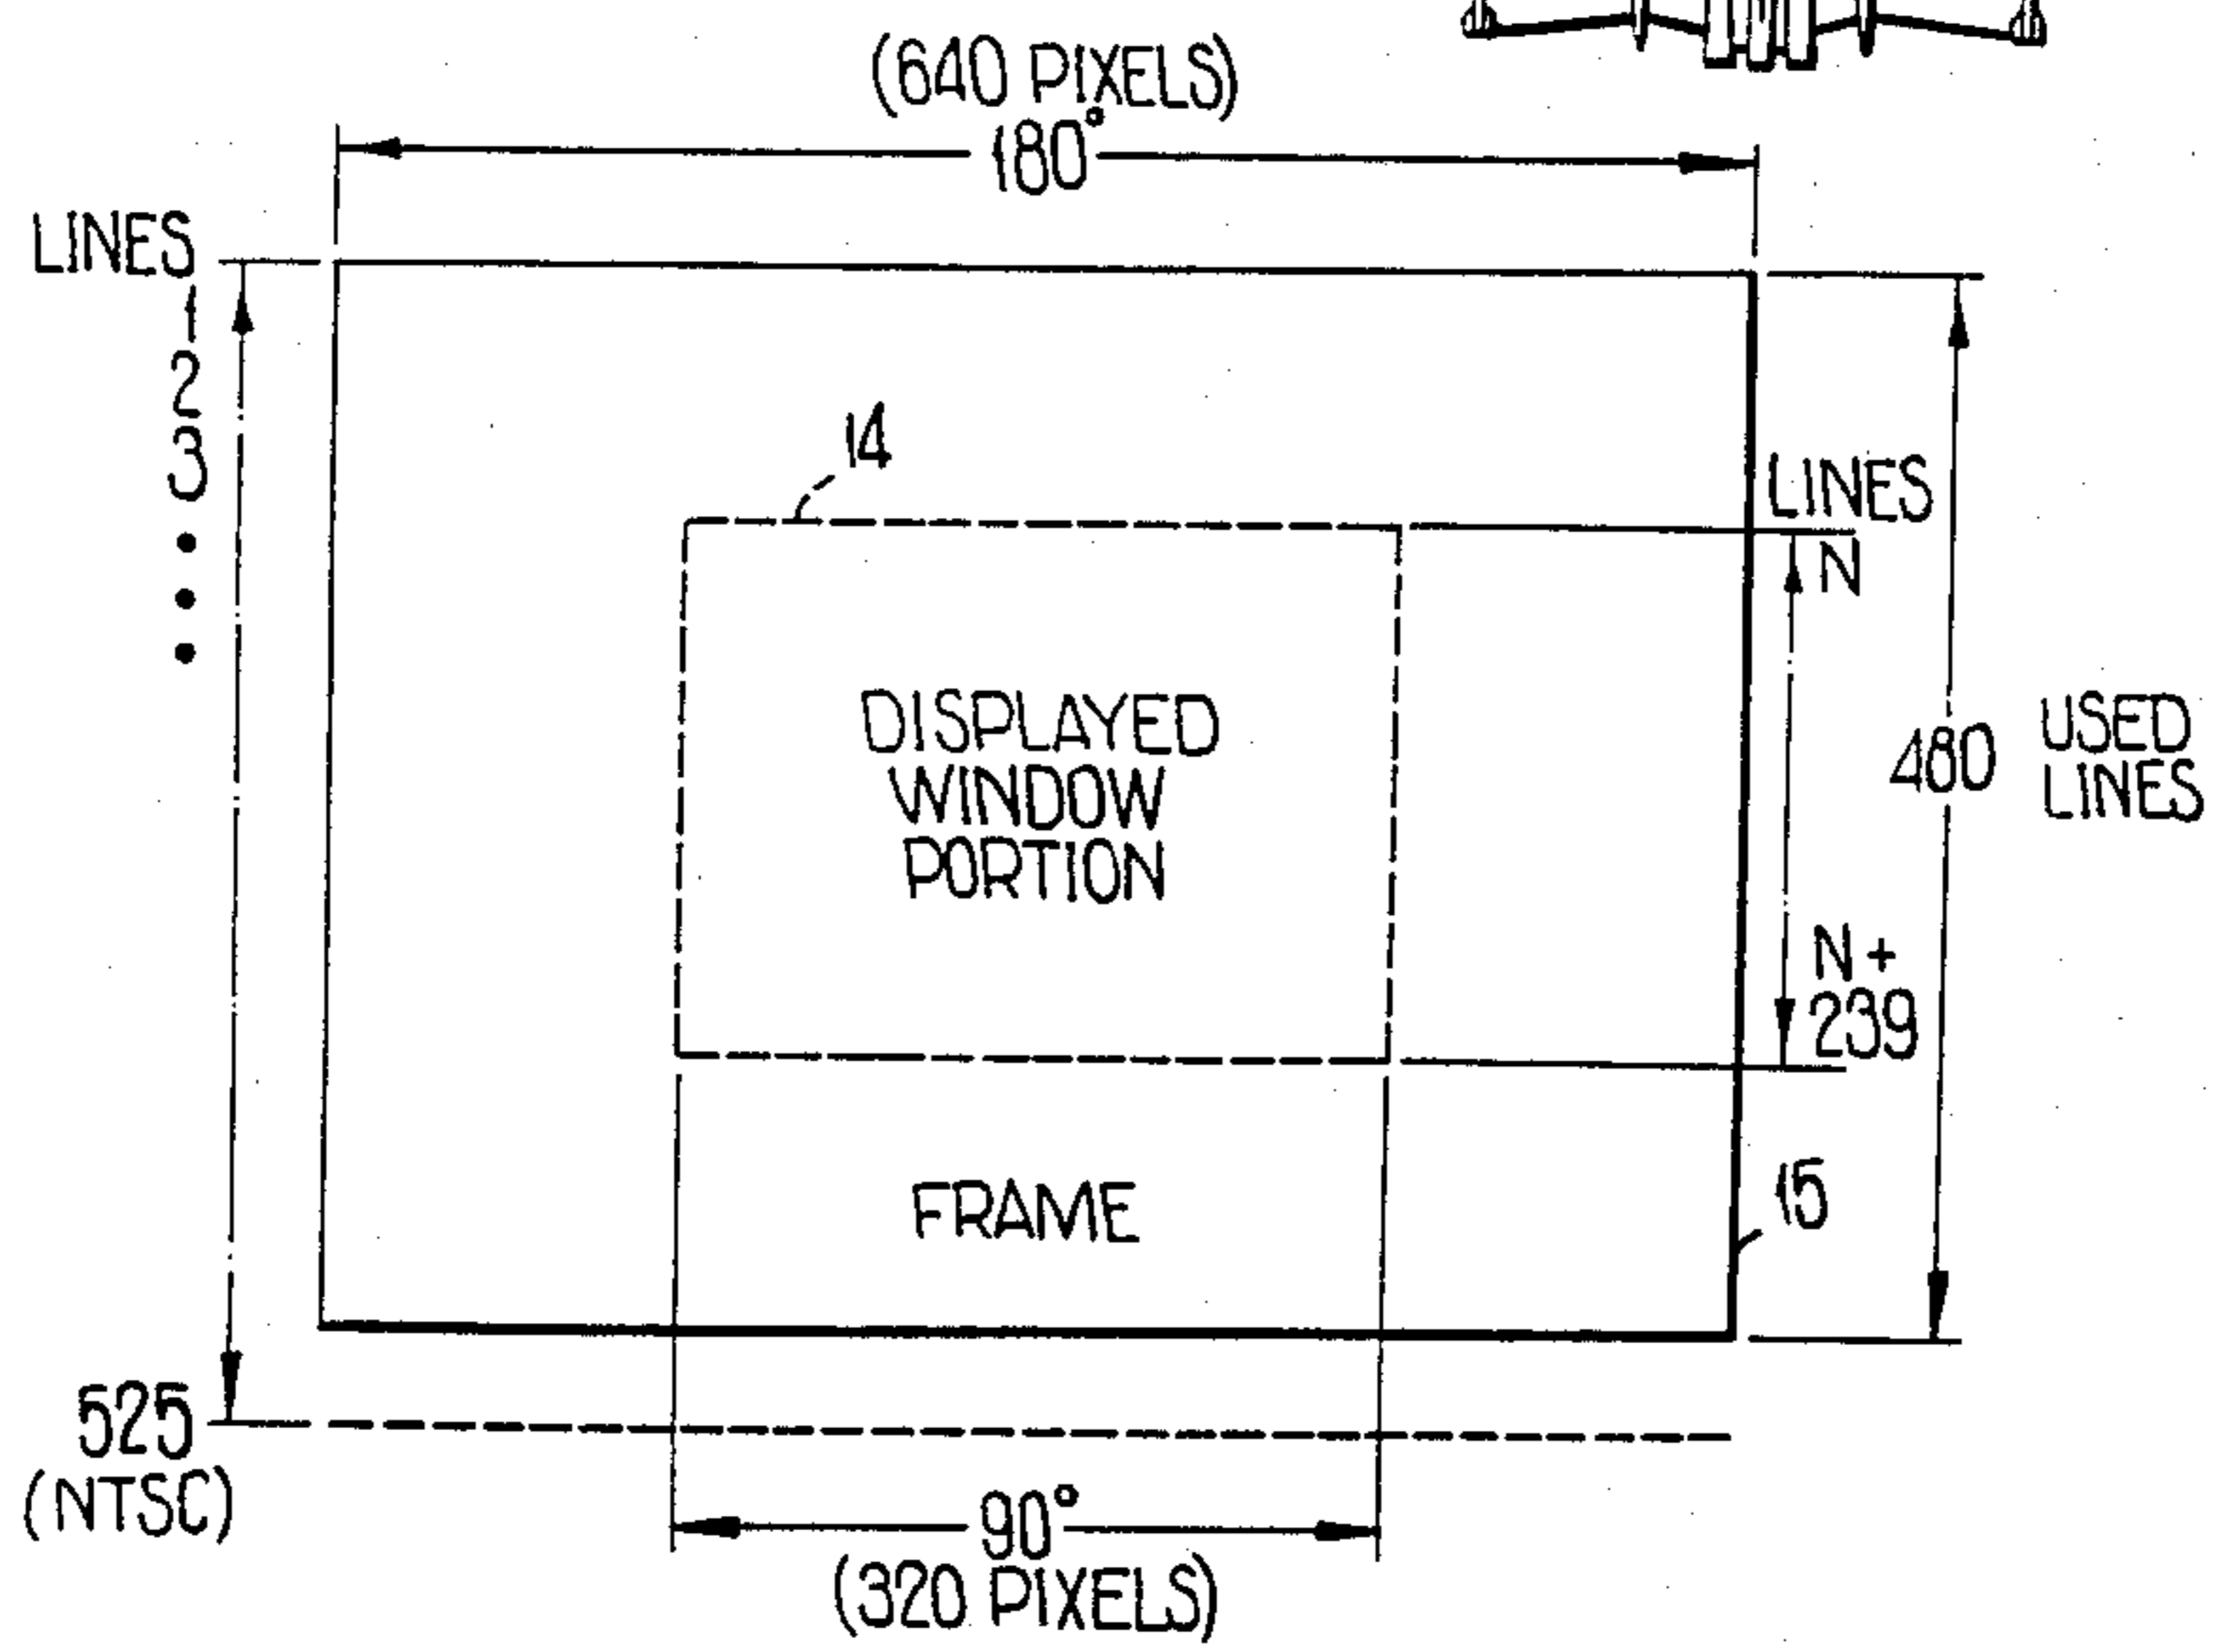 (640 PIXELS)
180°
LINES
1
2
3
14
LINES
N
DISPLAYED
WINDOW
PORTION
480
USED
LINES
N+
239
FRAME
15
525
(NTSC)
90°
(320 PIXELS)